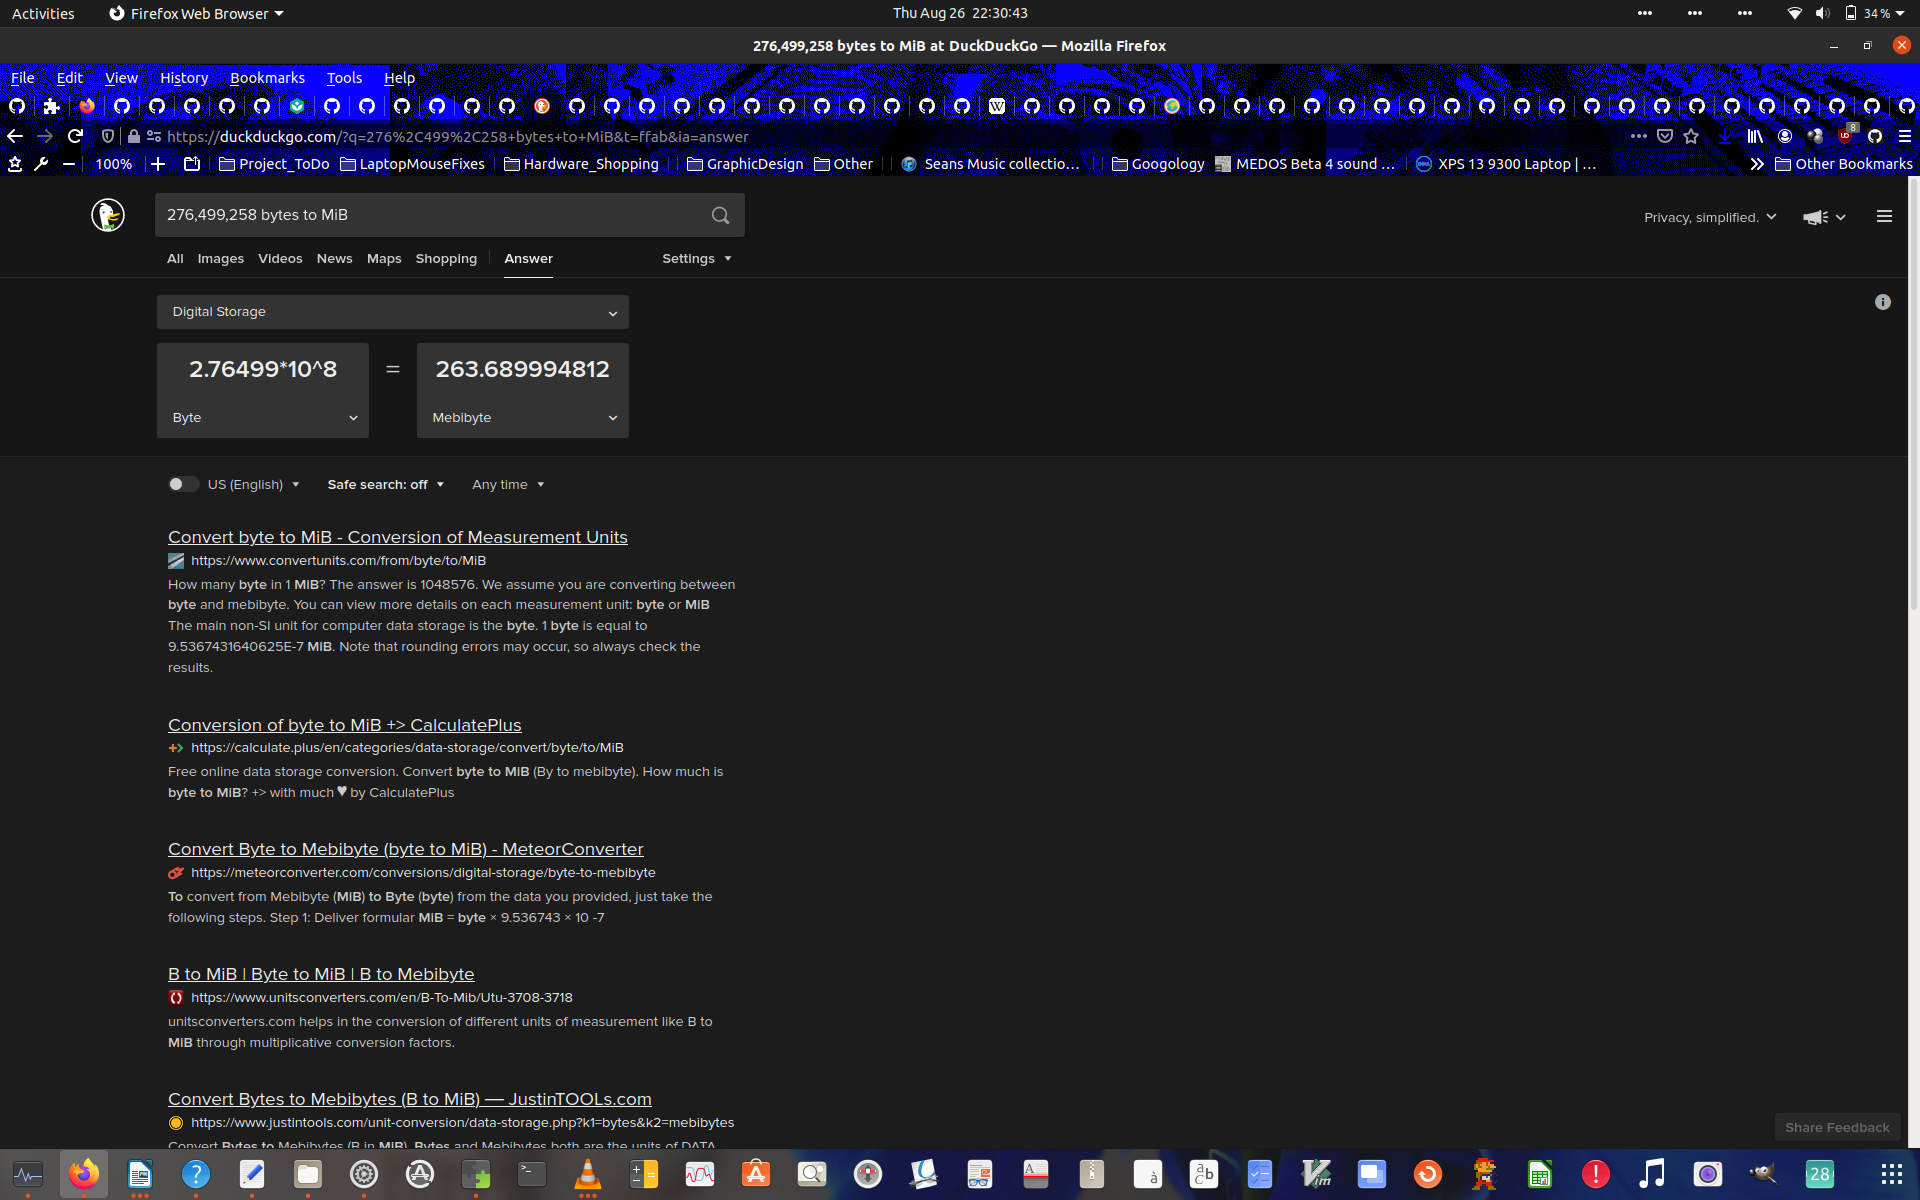 Activities Firefox Web Browser Thu Aug 26 22:30:43 34 %
276,499,258 bytes to MiB at DuckDuckGo — Mozilla Firefox
File Edit View History Bookmarks Tools Help
W
https://duckduckgo.com/?q=276%2C499%2C258+bytes+to+MiB&t=ffab&ia=answer 8
100% Project_ToDo LaptopMouseFixes Hardware_Shopping GraphicDesign Other Seans Music collectio… Googology MEDOS Beta 4 sound … XPS 13 9300 Laptop | … Other Bookmarks
276,499,258 bytes to MiB
Privacy, simplified.
All Images Videos News Maps Shopping Answer Settings
Digital Storage
2.76499*10^8 = 263.689994812
Byte Mebibyte
US (English) Safe search: off Any time
Convert byte to MiB - Conversion of Measurement Units
https://www.convertunits.com/from/byte/to/MiB
How many byte in 1 MiB? The answer is 1048576. We assume you are converting between
byte and mebibyte. You can view more details on each measurement unit: byte or MiB
The main non-SI unit for computer data storage is the byte. 1 byte is equal to
9.5367431640625E-7 MiB. Note that rounding errors may occur, so always check the
results.
Conversion of byte to MiB +> CalculatePlus
https://calculate.plus/en/categories/data-storage/convert/byte/to/MiB
Free online data storage conversion. Convert byte to MiB (By to mebibyte). How much is
byte to MiB? +> with much ♥ by CalculatePlus
Convert Byte to Mebibyte (byte to MiB) - MeteorConverter
https://meteorconverter.com/conversions/digital-storage/byte-to-mebibyte
To convert from Mebibyte (MiB) to Byte (byte) from the data you provided, just take the
following steps. Step 1: Deliver formular MiB = byte × 9.536743 × 10 -7
B to MiB | Byte to MiB | B to Mebibyte
https://www.unitsconverters.com/en/B-To-Mib/Utu-3708-3718
unitsconverters.com helps in the conversion of different units of measurement like B to
MiB through multiplicative conversion factors.
Convert Bytes to Mebibytes (B to MiB) — JustinTOOLs.com
https://www.justintools.com/unit-conversion/data-storage.php?k1=bytes&k2=mebibytes
Convert Bytes to Mebibytes (B in MiB). Bytes and Mebibytes both are the units of DATA
Share Feedback
28